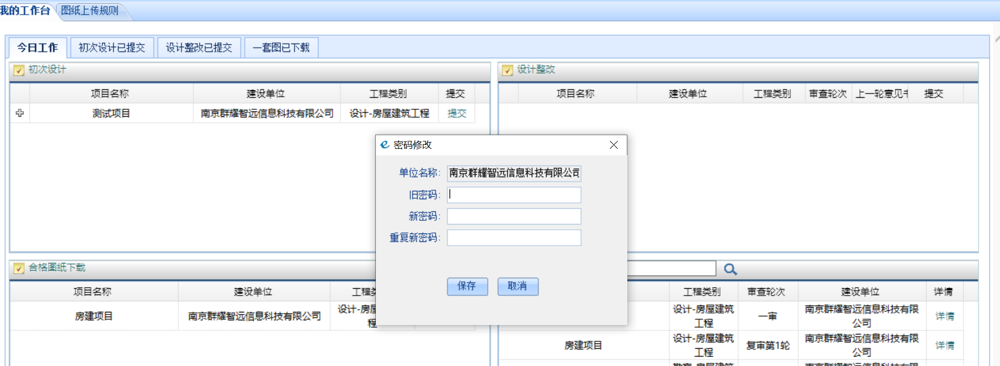 我的工作台 图纸上传规则
今日工作 初次设计已提交 设计整改已提交 一套图已下载
初次设计
项目名称 建设单位 工程类别 提交
测试项目 南京群耀智远信息科技有限公司 设计-房屋建筑工程 提交
设计整改
项目名称 建设单位 工程类别 审查轮次 上一轮意见 提交
密码修改
单位名称: 南京群耀智远信息科技有限公司
旧密码:
新密码:
重复新密码:
保存 取消
合格图纸下载
项目名称 建设单位 工程
房建项目 南京群耀智远信息科技有限公司 设计-房
程
工程类别 审查轮次 建设单位 详情
设计-房屋建筑
工程
一审
南京群耀智远信息科技有限
公司
详情
房建项目
设计-房屋建筑
工程
复审第1轮
南京群耀智远信息科技有限
公司
详情